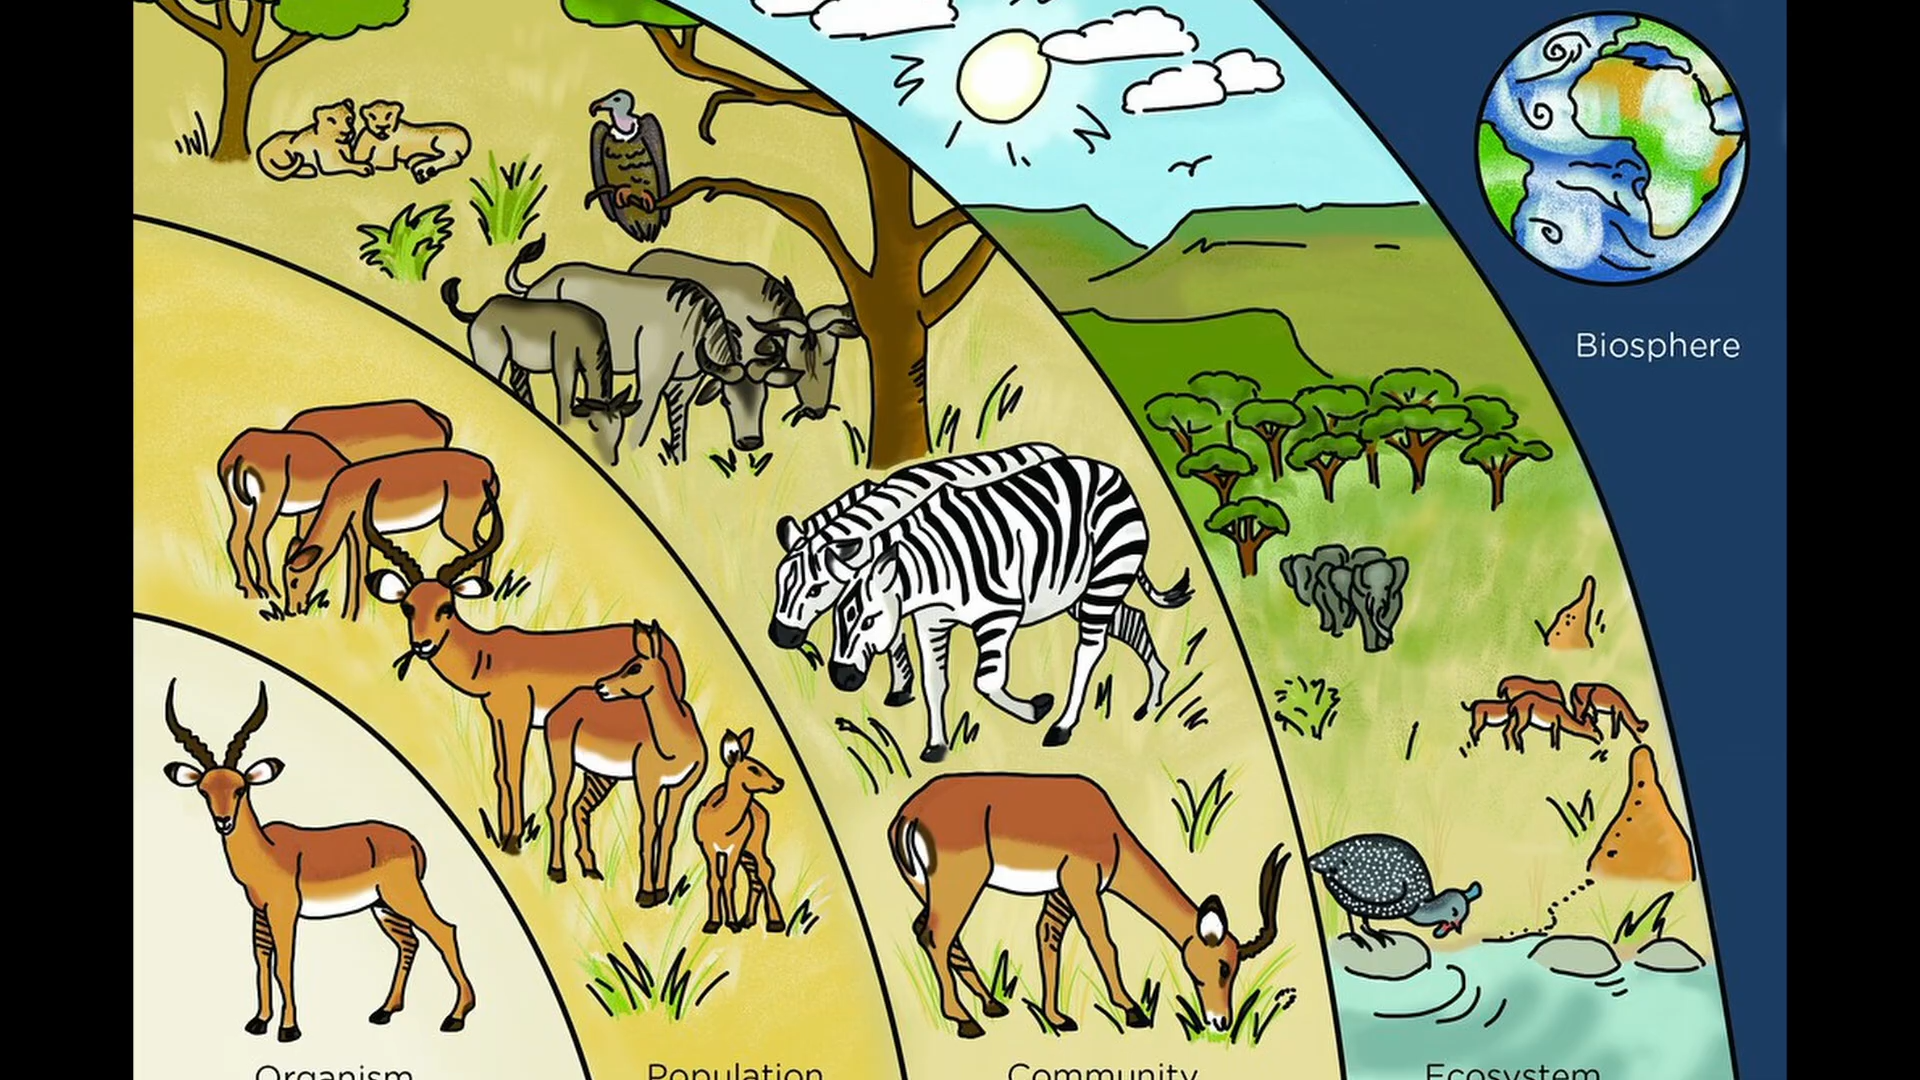 Biosphere
Organism
Population
Community
Ecosystem